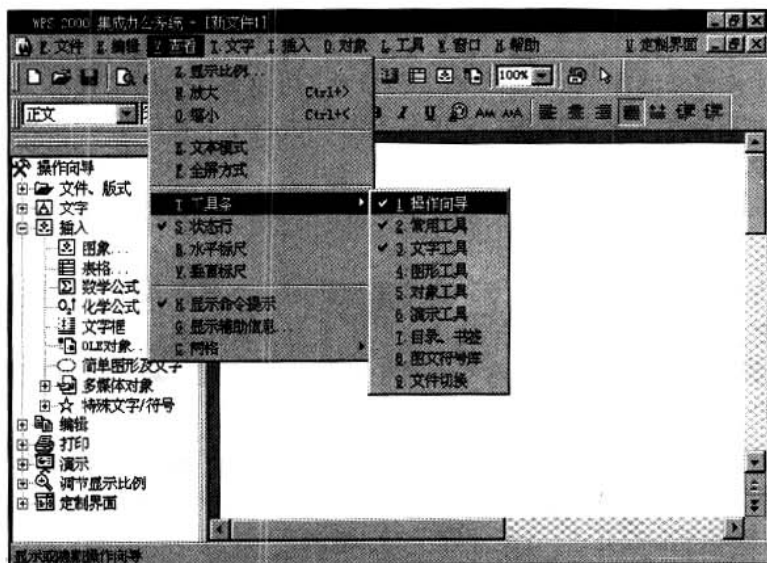 WPS 2000 集成办公系统 - [新文件1]
F.文件 E.编辑 V.查看 T.文字 I.插入 O.对象 L.工具 W.窗口 H.帮助 U.定制界面
100%
正文
Z.显示比例...
N.放大 Ctrl+>
O.缩小 Ctrl+<
文本模式
全屏方式
T.工具条
S.状态行
水平标尺
V.垂直标尺
显示命令提示
显示辅助信息...
G.网格
1.操作向导
2.常用工具
3.文字工具
4.图形工具
5.对象工具
6.演示工具
7.目录、书签
8.图文符号库
9.文件切换
操作向导
文件、版式
文字
插入
图象...
表格...
数学公式
化学公式
文字框
OLE对象...
简单图形及文字
多媒体对象
特殊文字/符号
编辑
打印
演示
调节显示比例
定制界面
显示或隐藏操作向导